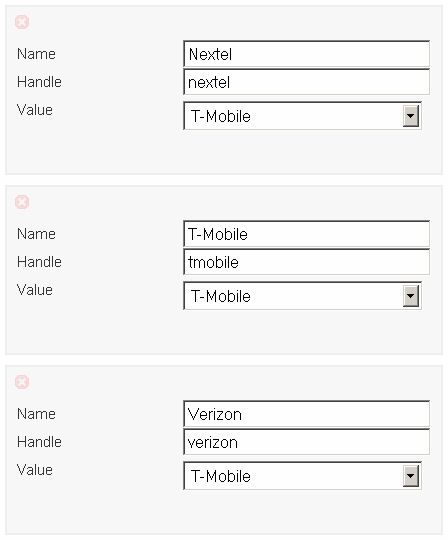 Name Nextel
Handle nextel
Value T-Mobile
Name T-Mobile
Handle tmobile
Value T-Mobile
Name Verizon
Handle verizon
Value T-Mobile